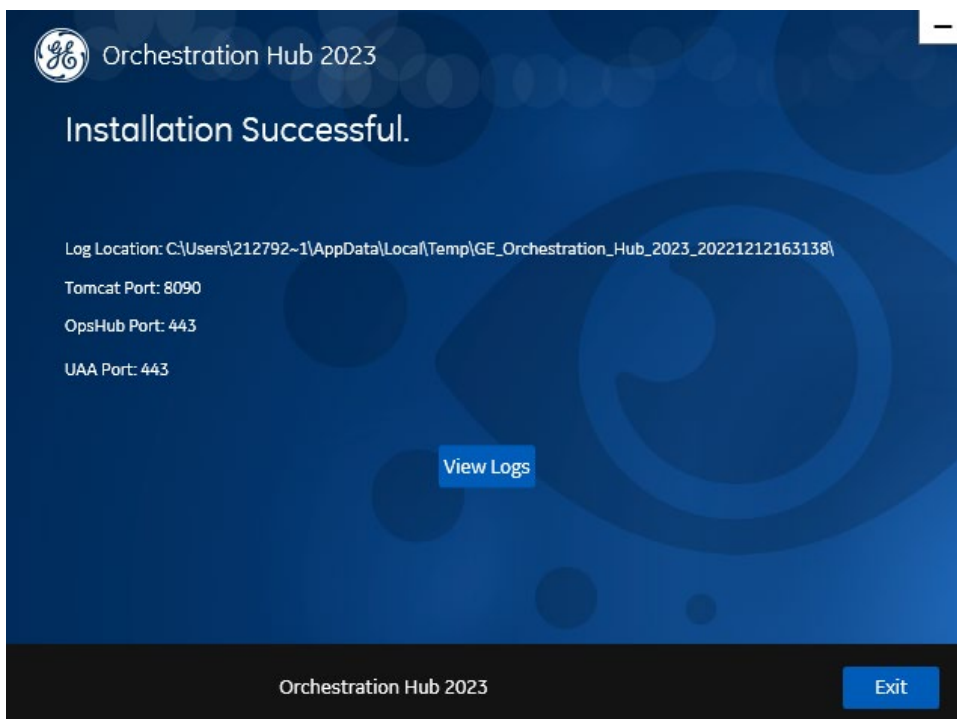 GE Orchestration Hub 2023
Installation Successful.
Log Location: C:\Users\212792~1\AppData\Local\Temp\GE_Orchestration_Hub_2023_20221212163138\
Tomcat Port: 8090
OpsHub Port: 443
UAA Port: 443
View Logs
Orchestration Hub 2023
Exit